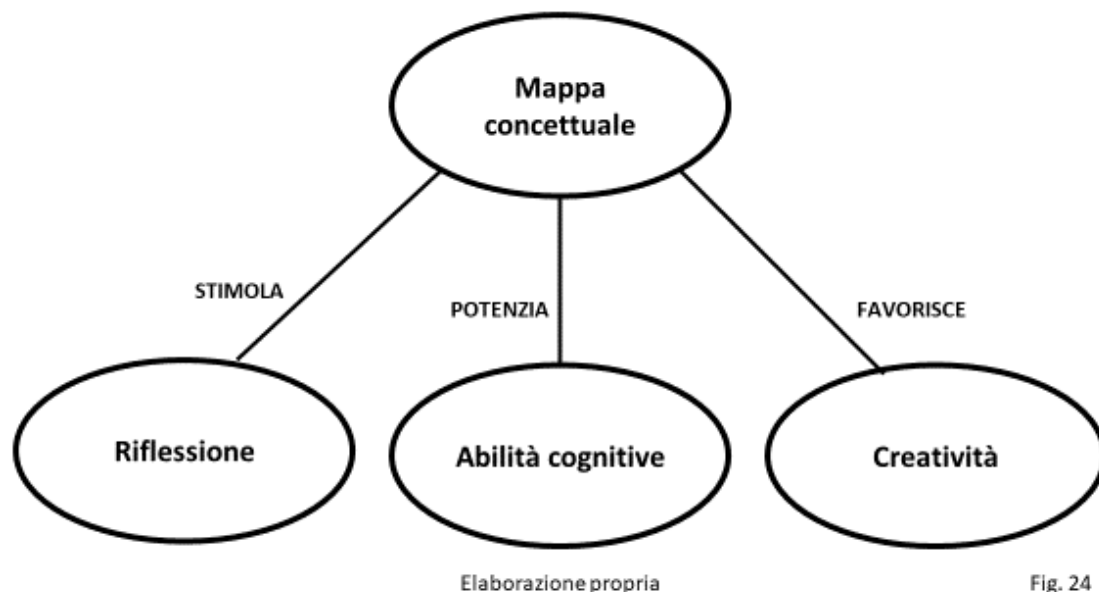 Mappa
concettuale
STIMOLA
POTENZIA
FAVORISCE
Riflessione
Abilità cognitive
Creatività
Elaborazione propria
Fig. 24